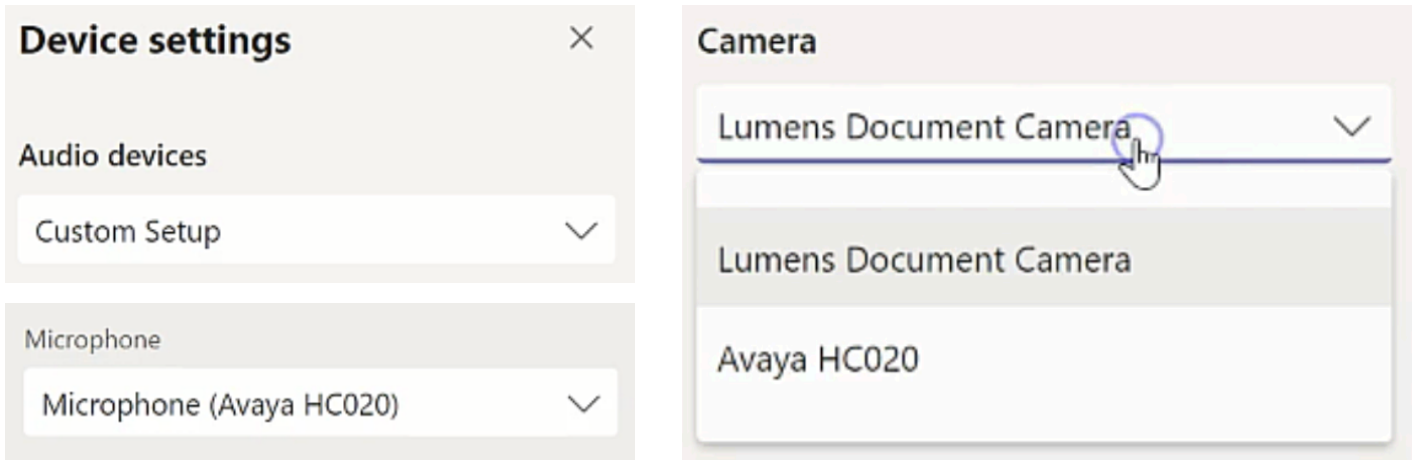 Device settings
Audio devices
Custom Setup
Microphone
Microphone (Avaya HC020)
Camera
Lumens Document Camera
Lumens Document Camera
Avaya HC020